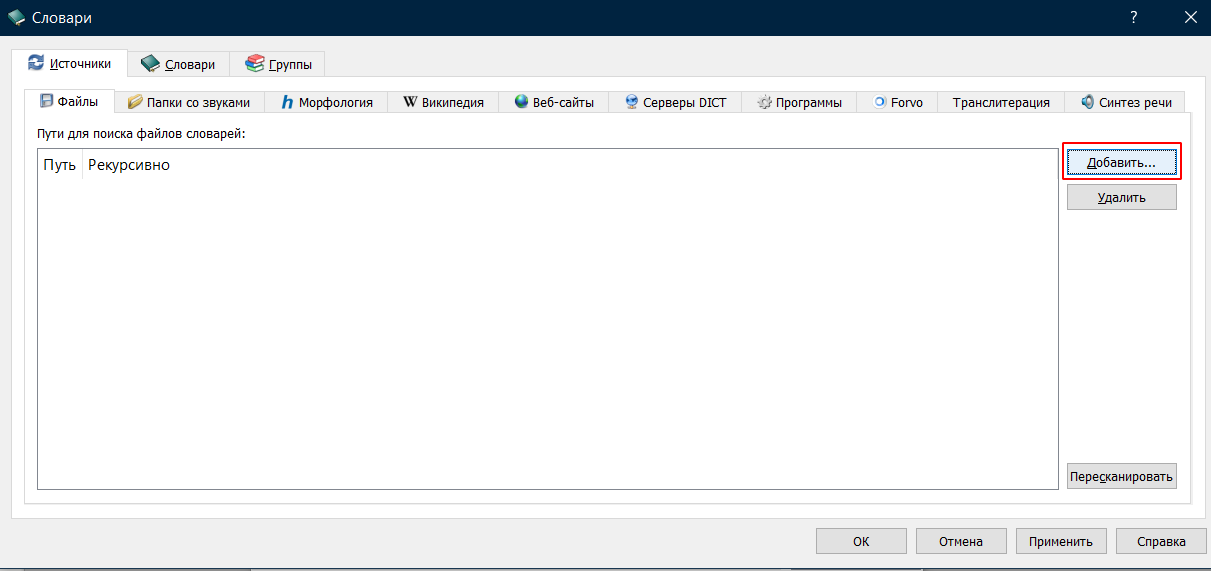 Словари ?
Источники Словари Группы
Файлы Папки со звуками Морфология Википедия Веб-сайты Серверы DICT Программы Forvo Транслитерация Синтез речи
Пути для поиска файлов словарей:
Путь Рекурсивно
Добавить...
Удалить
Пересканировать
ОК Отмена Применить Справка